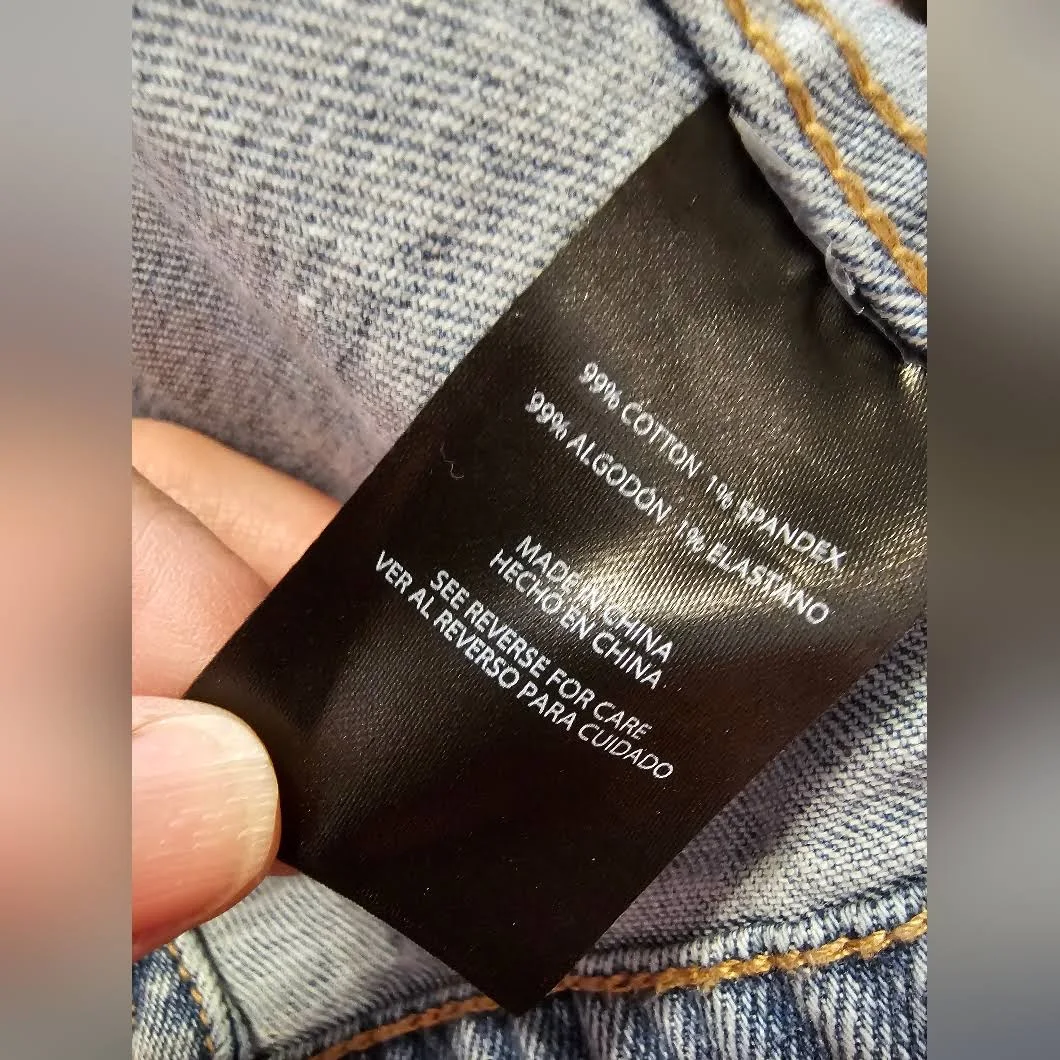 99% COTTON 1% SPANDEX
99% ALGODÓN 1% ELASTANO
MADE IN CHINA
HECHO EN CHINA
SEE REVERSE FOR CARE
VER AL REVERSO PARA CUIDADO